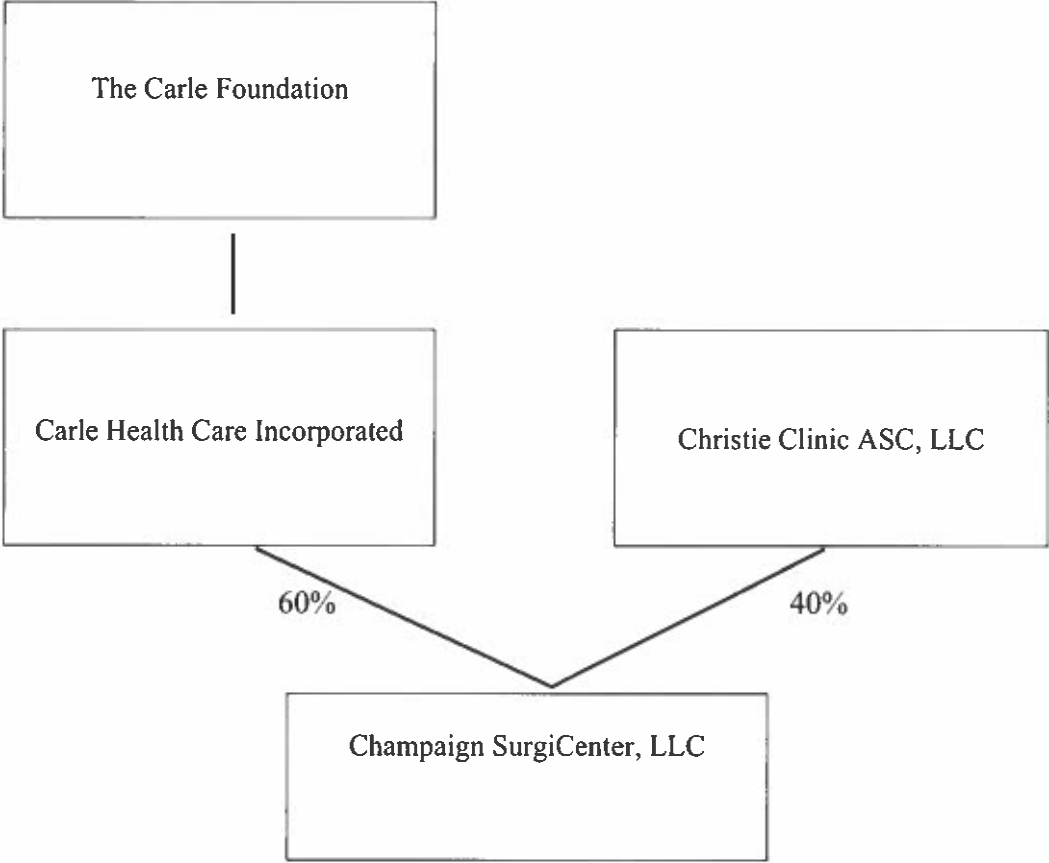 The Carle Foundation
Carle Health Care Incorporated
Christie Clinic ASC, LLC
60%
40%
Champaign SurgiCenter, LLC